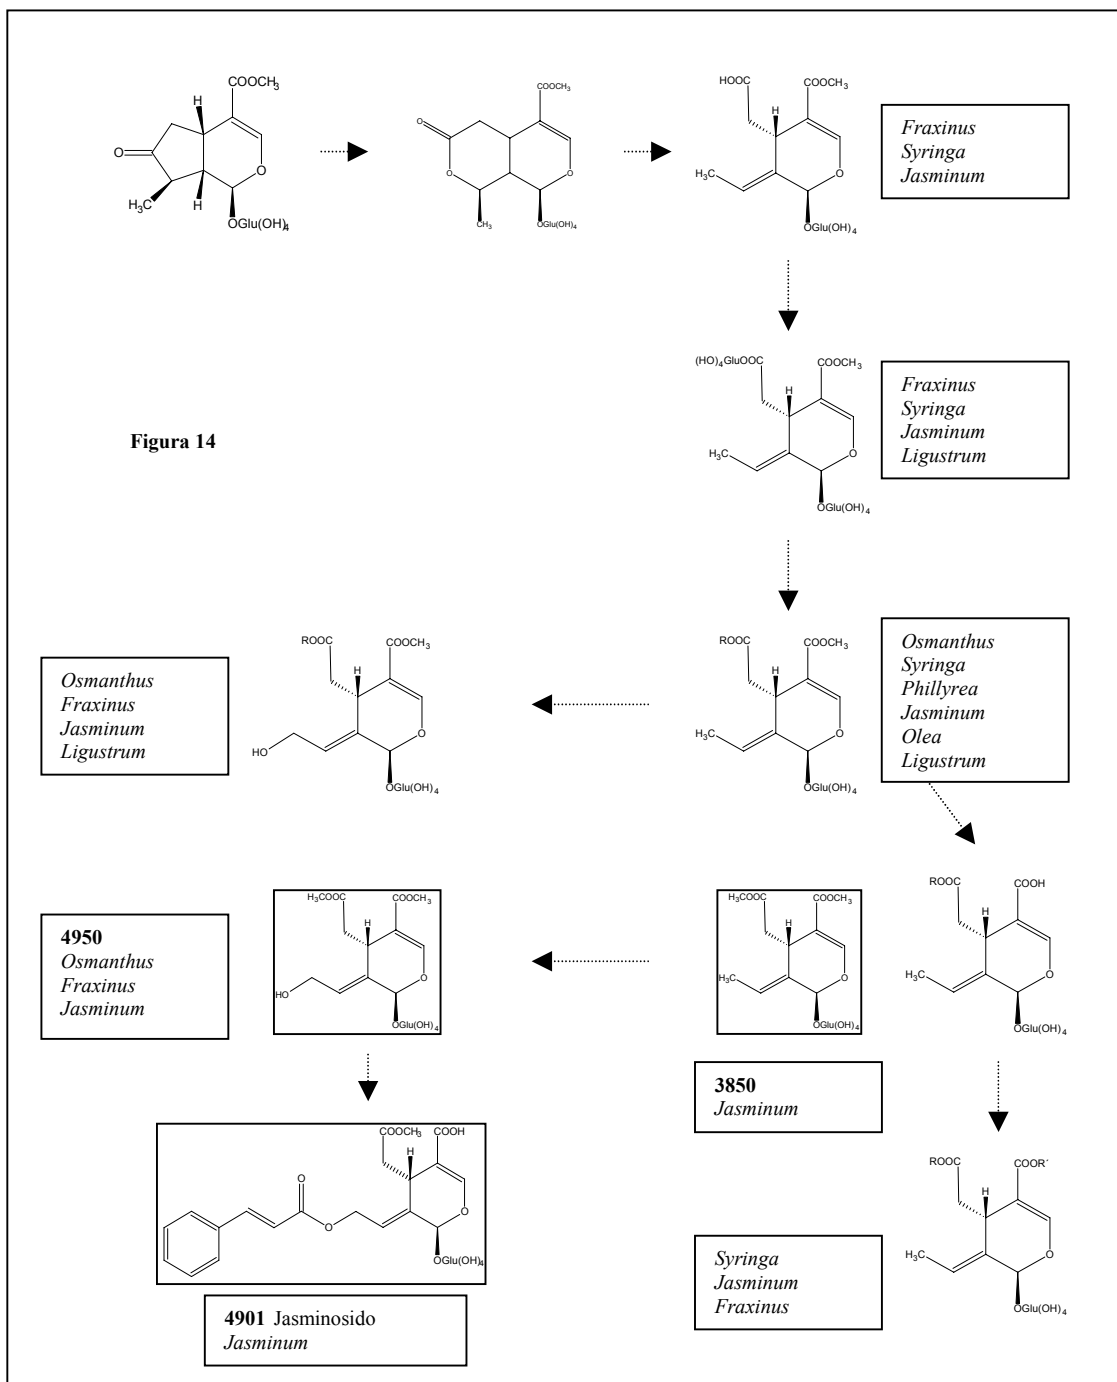 COOCH3
H
O
O
H3C
H
OGlu(OH)4
COOCH3
O
O
O
CH3
OGlu(OH)4
HOOC
COOCH3
H
H3C
O
OGlu(OH)4
Fraxinus
Syringa
Jasminum
(HO)4GluOOC
COOCH3
H
H3C
O
OGlu(OH)4
Fraxinus
Syringa
Jasminum
Ligustrum
Figura 14
Osmanthus
Fraxinus
Jasminum
Ligustrum
ROOC
COOCH3
H
HO
O
OGlu(OH)4
ROOC
COOCH3
H
H3C
O
OGlu(OH)4
Osmanthus
Syringa
Phillyrea
Jasminum
Olea
Ligustrum
4950
Osmanthus
Fraxinus
Jasminum
H3COOC
COOCH3
H
HO
O
OGlu(OH)4
H3COOC
COOCH3
H
H3C
O
OGlu(OH)4
3850
Jasminum
ROOC
COOH
H
H3C
O
OGlu(OH)4
COOCH3
COOH
H
O
O
O
OGlu(OH)4
4901 Jasminosido
Jasminum
Syringa
Jasminum
Fraxinus
ROOC
COOR´
H
H3C
O
OGlu(OH)4